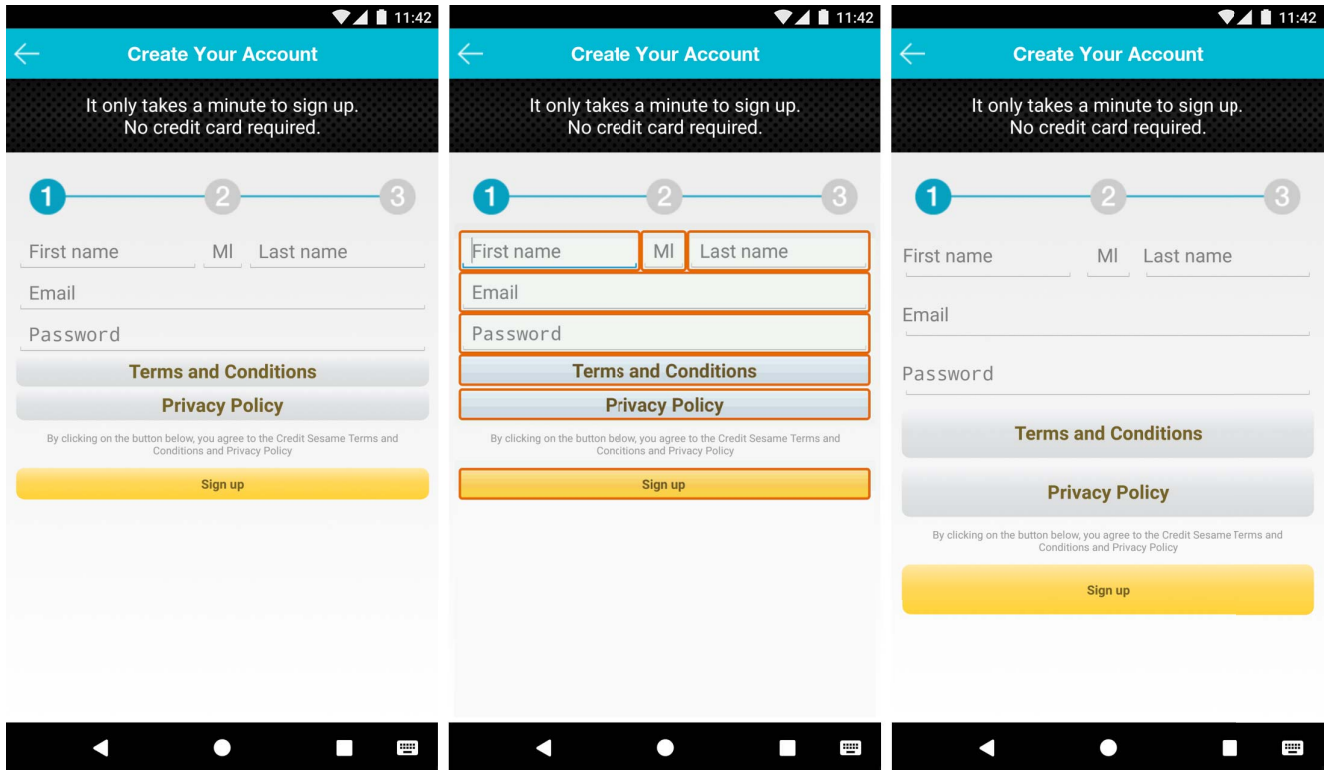 11:42
Create Your Account
It only takes a minute to sign up.
No credit card required.
1 2 3
First name MI Last name
Email
Password
Terms and Conditions
Privacy Policy
By clicking on the button below, you agree to the Credit Sesame Terms and
Conditions and Privacy Policy
Sign up
11:42
Create Your Account
It only takes a minute to sign up.
No credit card required.
1 2 3
First name MI Last name
Email
Password
Terms and Conditions
Privacy Policy
By clicking on the button below, you agree to the Credit Sesame Terms and
Conditions and Privacy Policy
Sign up
11:42
Create Your Account
It only takes a minute to sign up.
No credit card required.
1 2 3
First name MI Last name
Email
Password
Terms and Conditions
Privacy Policy
By clicking on the button below, you agree to the Credit Sesame Terms and
Conditions and Privacy Policy
Sign up